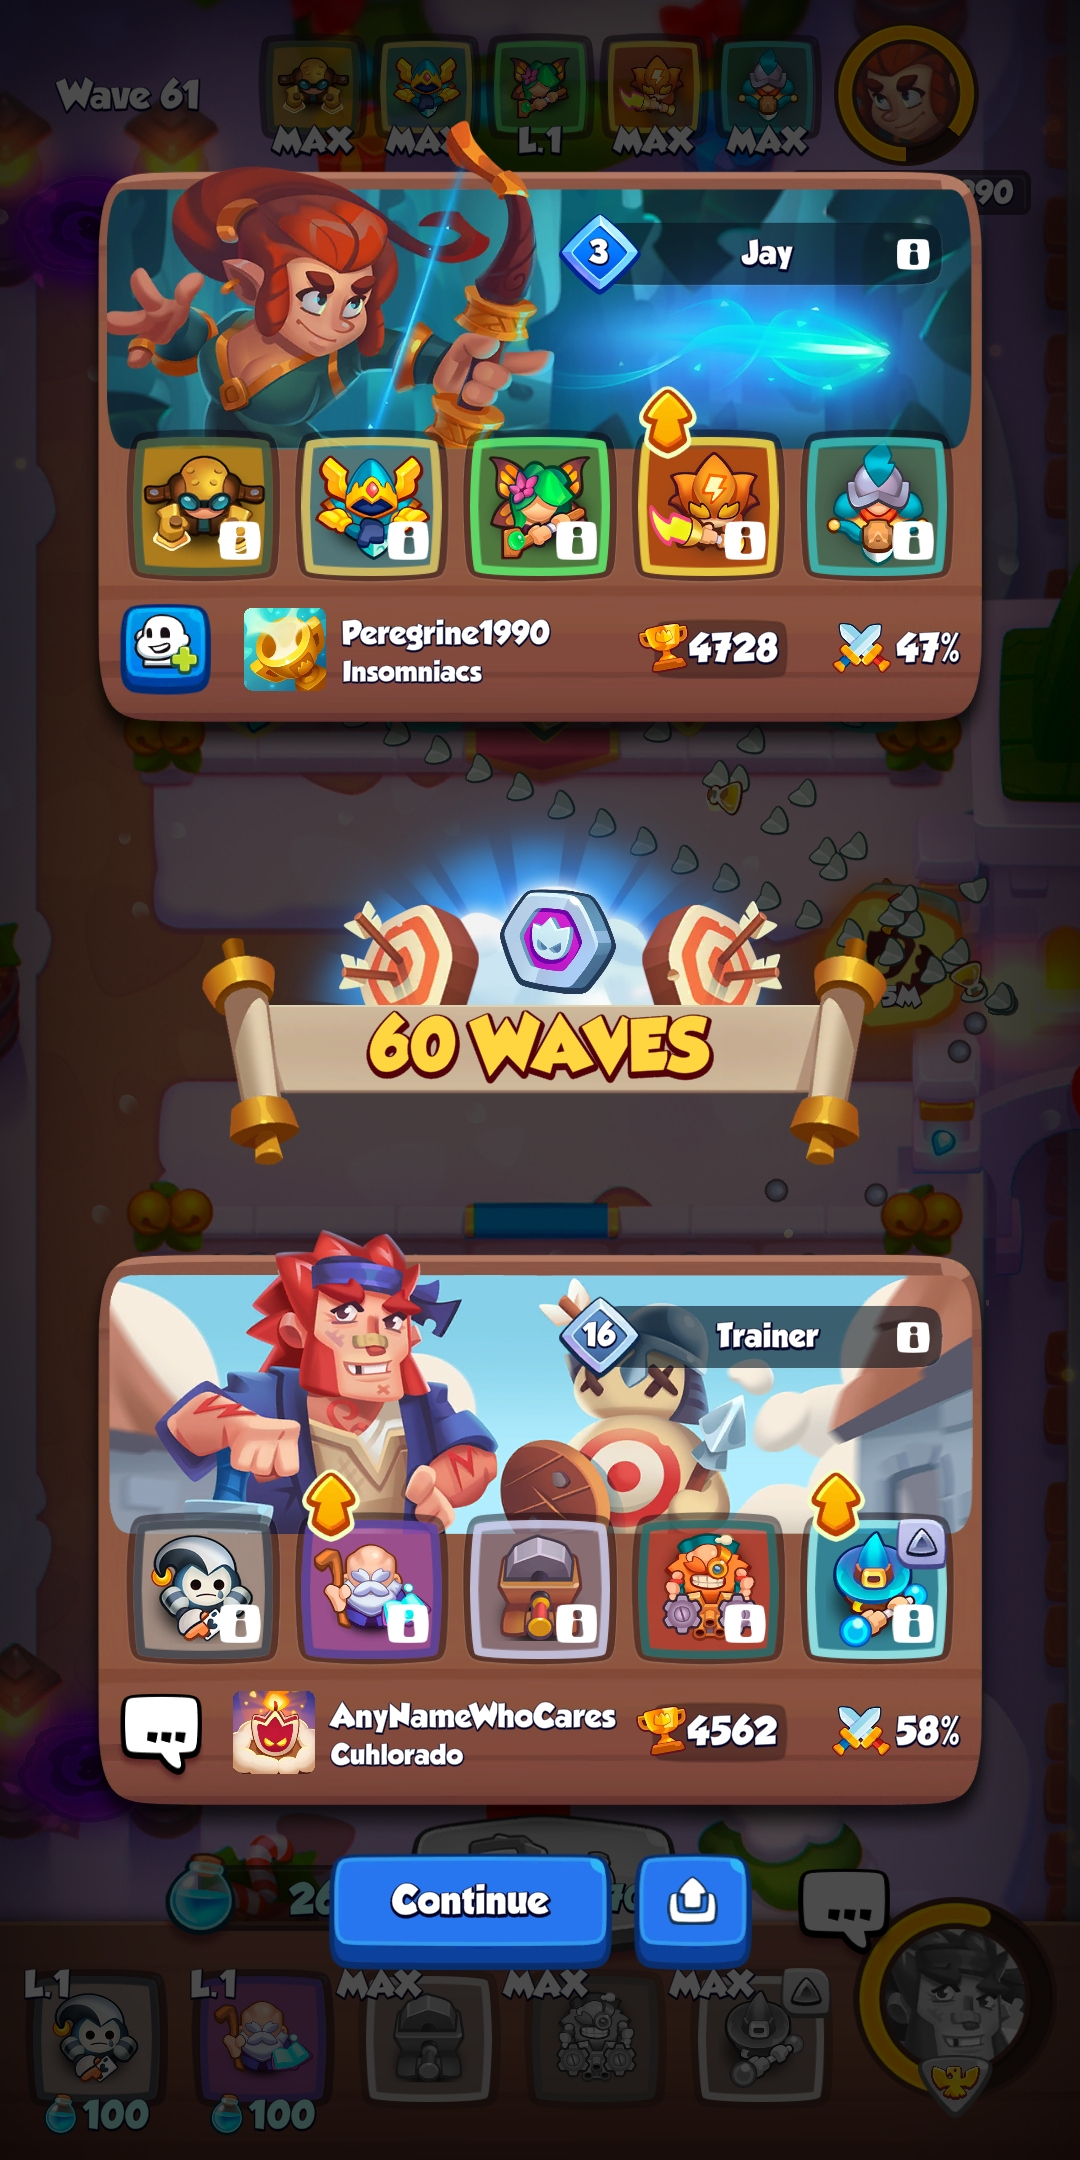 Wave 61
MAX
MAX
L.1
MAX
MAX
3
Jay
Peregrine1990
Insomniacs
4728
47%
60 WAVES
16
Trainer
AnyNameWhoCares
Cuhlorado
4562
58%
Continue
L.1
L.1
MAX
MAX
MAX
100
100